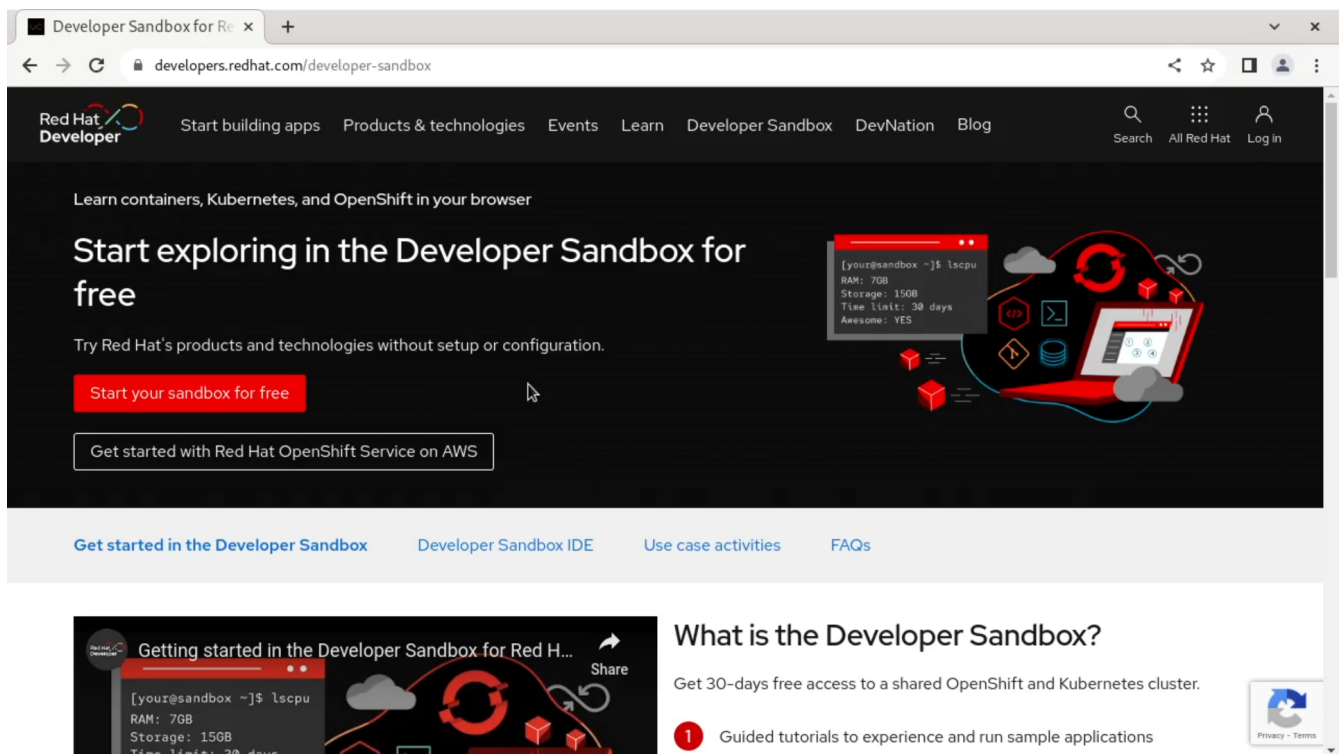 Developer Sandbox for Re
developers.redhat.com/developer-sandbox
Red Hat
Developer
Start building apps
Products & technologies
Events
Learn
Developer Sandbox
DevNation
Blog
Search
All Red Hat
Log in
Learn containers, Kubernetes, and OpenShift in your browser
Start exploring in the Developer Sandbox for
free
Try Red Hat's products and technologies without setup or configuration.
Start your sandbox for free
Get started with Red Hat OpenShift Service on AWS
[your@sandbox ~]$ lscpu
RAM: 7GB
Storage: 15GB
Time limit: 30 days
Awesome: YES
Get started in the Developer Sandbox
Developer Sandbox IDE
Use case activities
FAQs
Getting started in the Developer Sandbox for Red H...
Share
[your@sandbox ~]$ lscpu
RAM: 7GB
Storage: 15GB
Time limit: 30 days
What is the Developer Sandbox?
Get 30-days free access to a shared OpenShift and Kubernetes cluster.
1 Guided tutorials to experience and run sample applications
Privacy - Terms